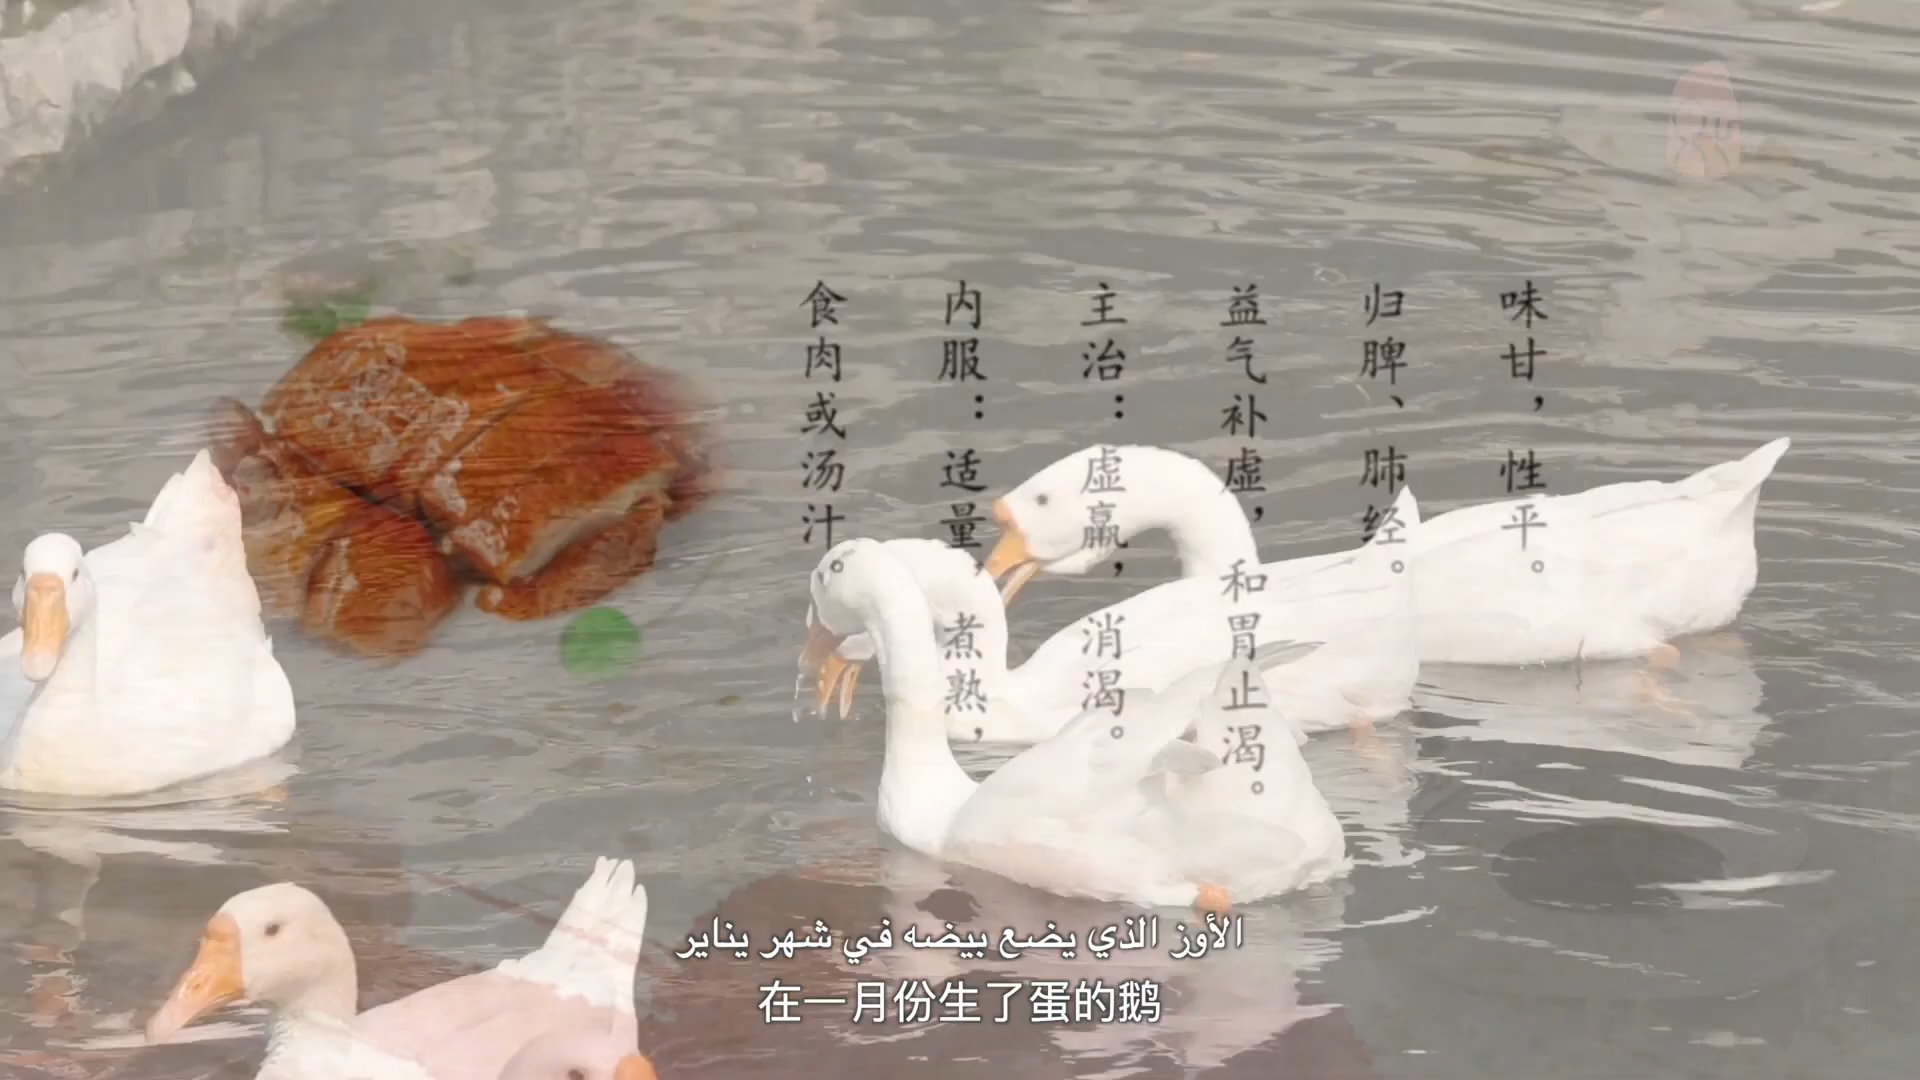 味甘，性平。
归脾、肺经。
益气补虚，和胃止渴。
主治：虚羸，消渴。
内服：适量，煮熟，
食肉或汤汁。
الأوز الذي يضع بيضه في شهر يناير
在一月份生了蛋的鹅